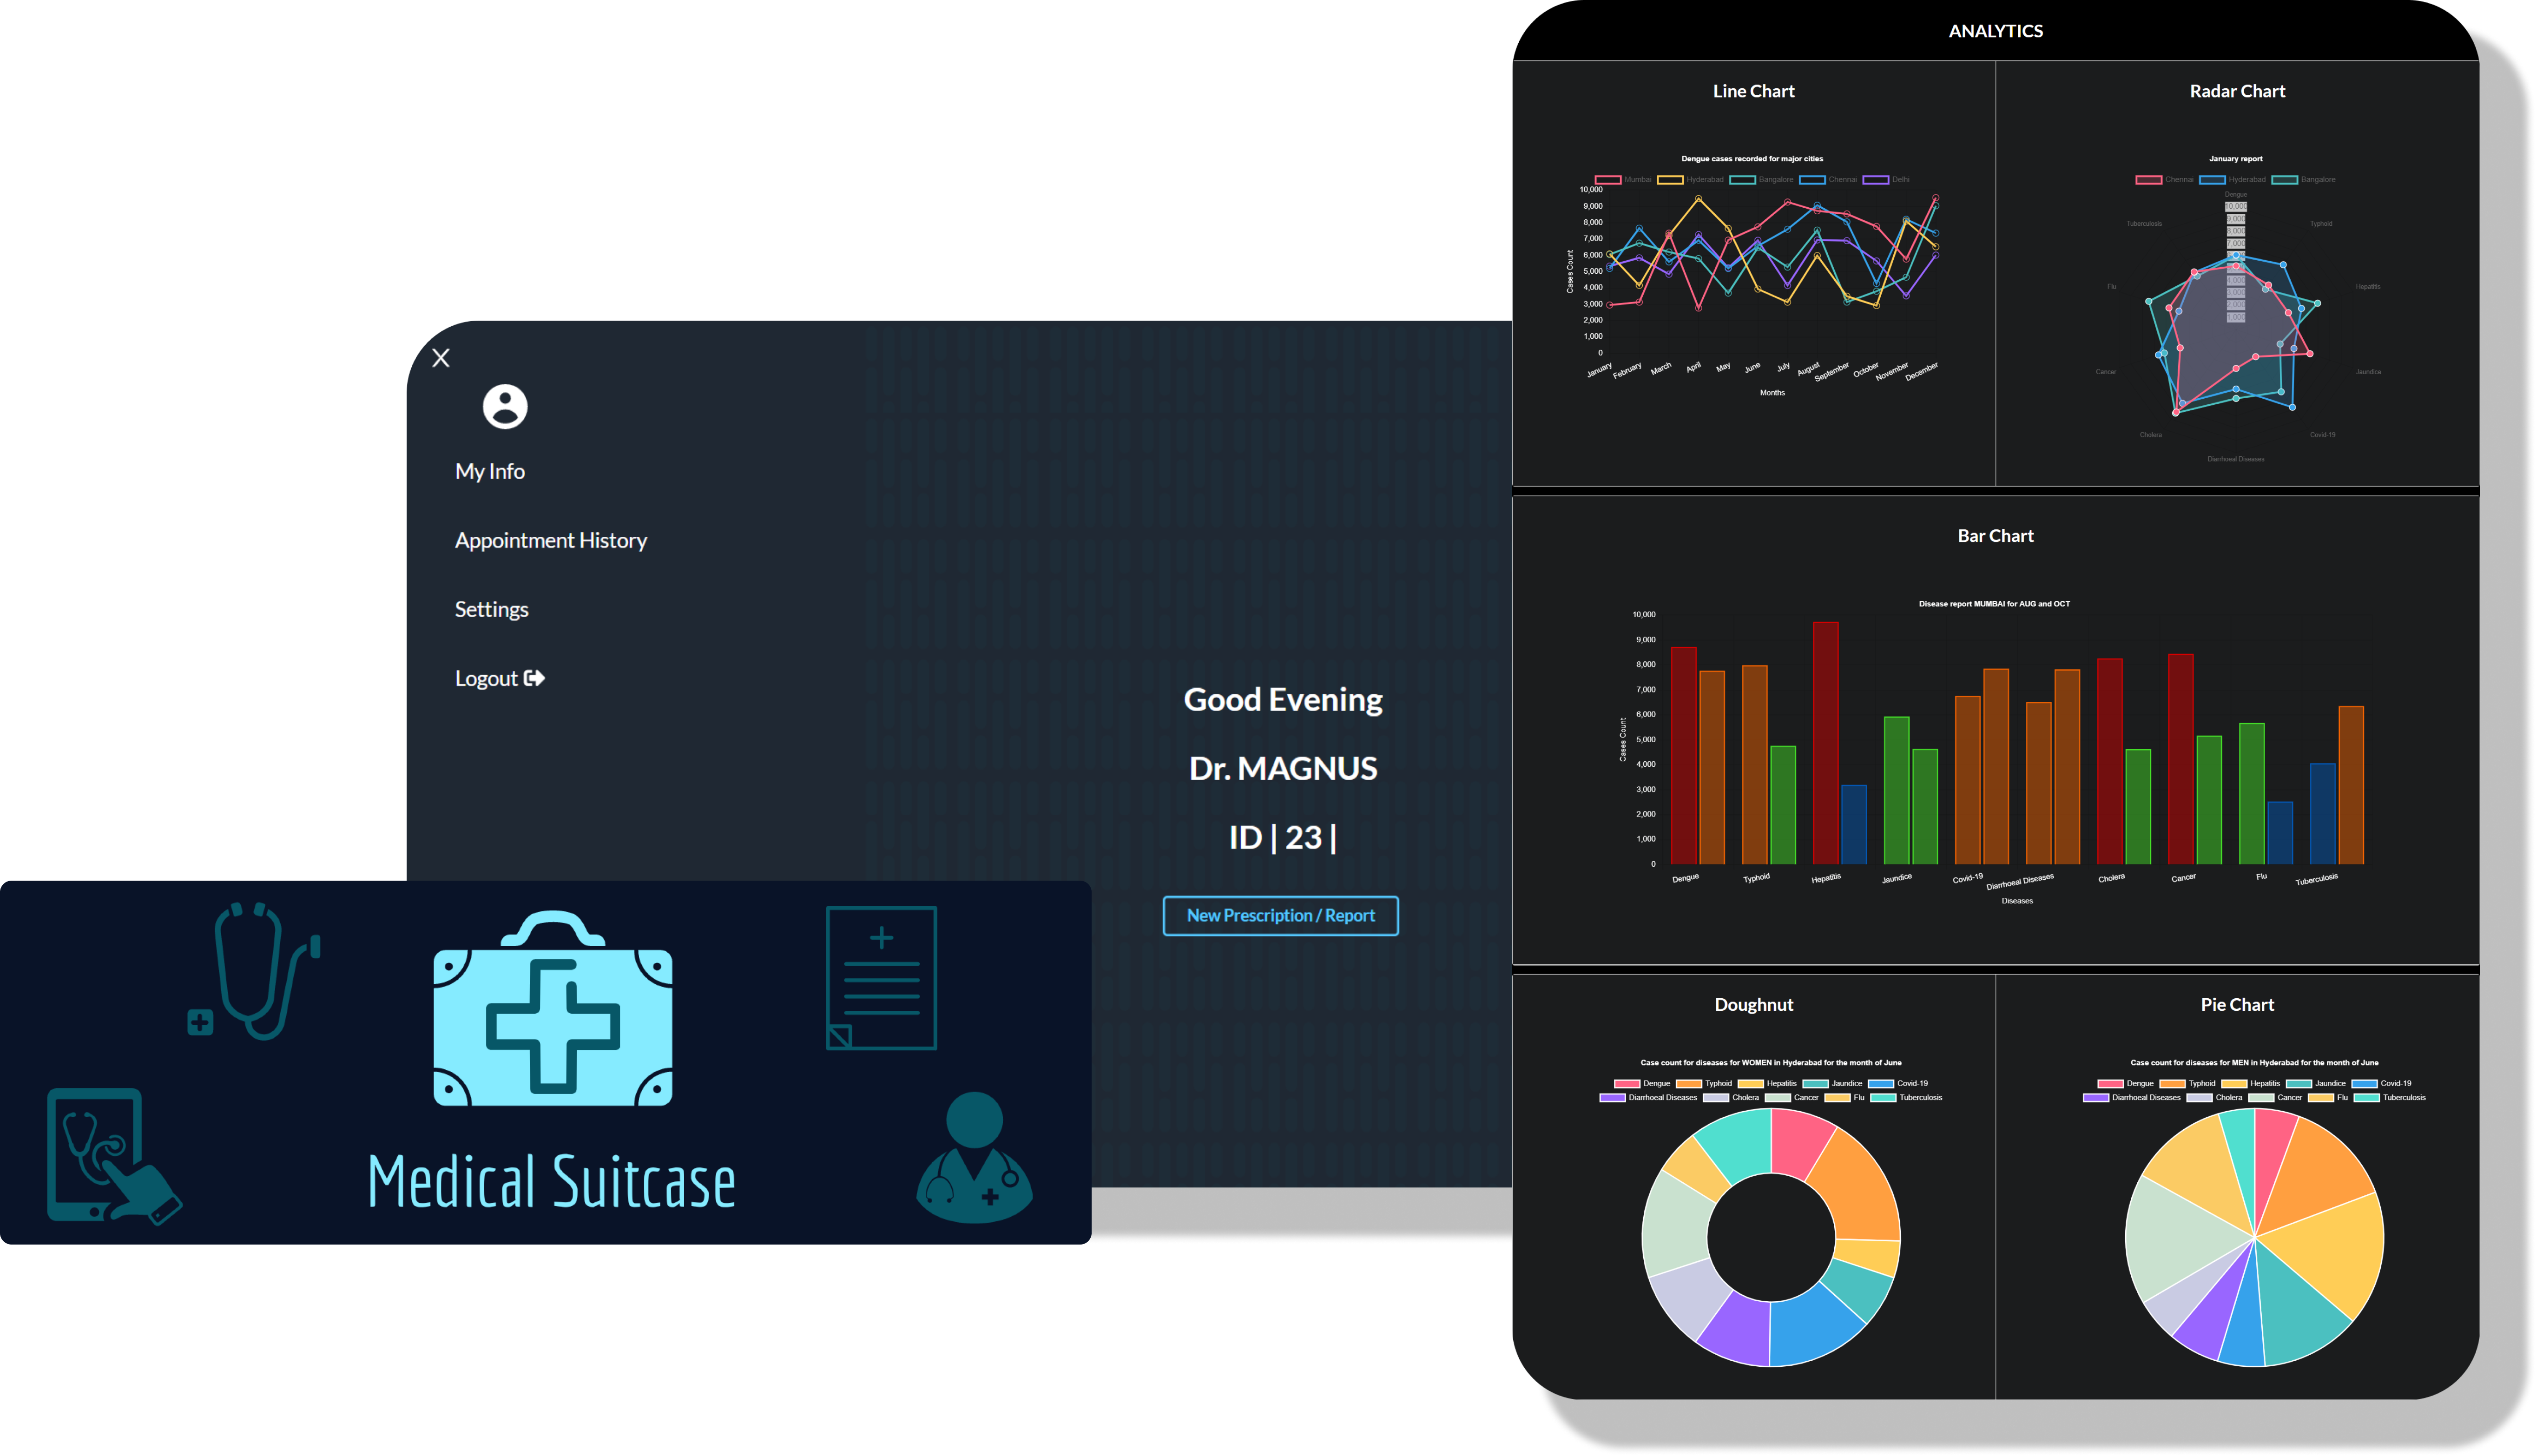 X
My Info
Appointment History
Settings
Logout
Good Evening
Dr. MAGNUS
ID | 23 |
New Prescription / Report
Medical Suitcase
ANALYTICS
Line Chart
Dengue cases recorded for major cities
Mumbai Hyderabad Bangalore Chennai Delhi
10,000
9,000
8,000
7,000
6,000
5,000
4,000
3,000
2,000
1,000
0
Cases Count
January February March April May June July August September October November December
Months
Radar Chart
January report
Chennai Hyderabad Bangalore
Dengue
Typhoid
Hepatitis
Jaundice
Covid-19
Diarrhoeal Diseases
Cholera
Cancer
Flu
Tuberculosis
10,000
9,000
8,000
7,000
Bar Chart
Disease report MUMBAI for AUG and OCT
10,000
9,000
8,000
7,000
6,000
5,000
4,000
3,000
2,000
1,000
0
Cases Count
Dengue Typhoid Hepatitis Jaundice Covid-19 Diarrhoeal Diseases Cholera Cancer Flu Tuberculosis
Diseases
Doughnut
Case count for diseases for WOMEN in Hyderabad for the month of June
Dengue Typhoid Hepatitis Jaundice Covid-19
Diarrhoeal Diseases Cholera Cancer Flu Tuberculosis
Pie Chart
Case count for diseases for MEN in Hyderabad for the month of June
Dengue Typhoid Hepatitis Jaundice Covid-19
Diarrhoeal Diseases Cholera Cancer Flu Tuberculosis